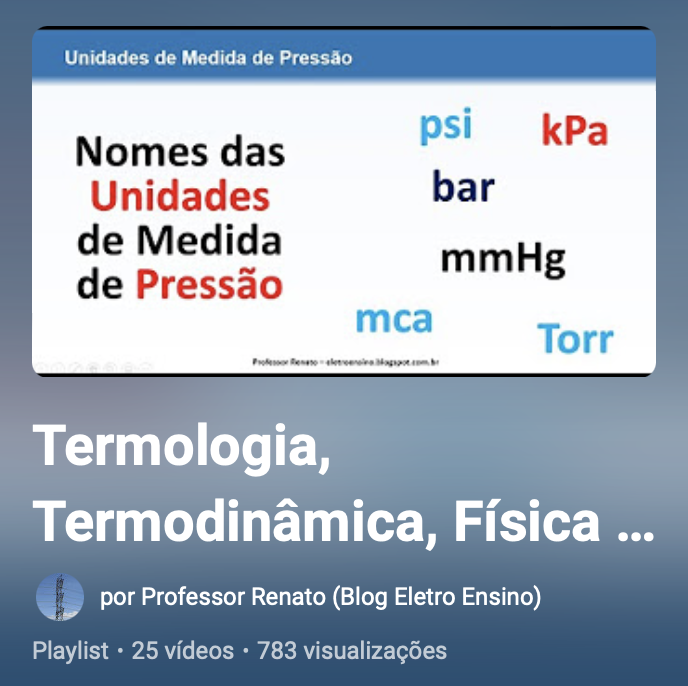 Unidades de Medida de Pressão
Nomes das
Unidades
de Medida
de Pressão
psi
kPa
bar
mmHg
mca
Torr
Professor Renato – eletroensino.blogspot.com.br
Termologia,
Termodinâmica, Física ...
por Professor Renato (Blog Eletro Ensino)
Playlist • 25 vídeos • 783 visualizações